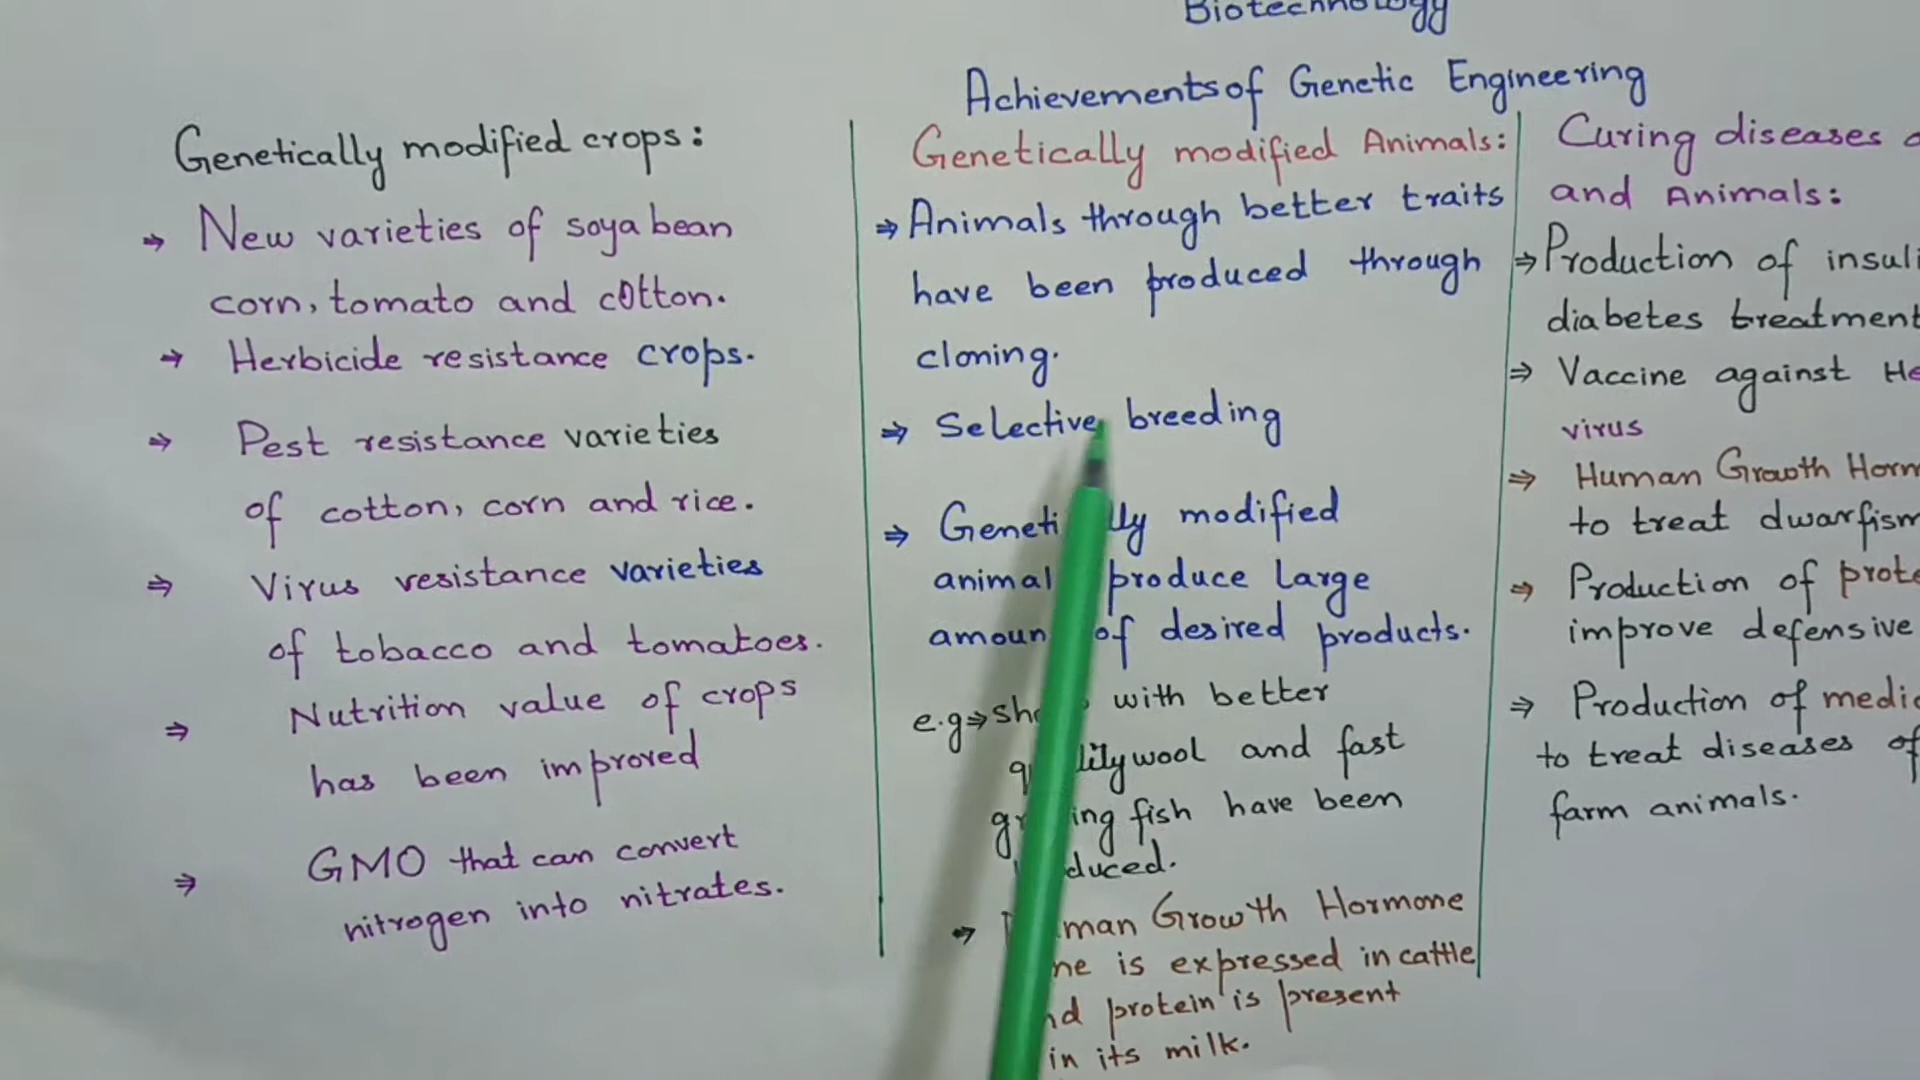 Biotechnology
Achievements of Genetic Engineering
Genetically modified crops:
⇒ New varieties of soya bean
corn, tomato and cotton.
→ Herbicide resistance crops.
⇒ Pest resistance varieties
of cotton, corn and rice.
⇒ Virus resistance varieties
of tobacco and tomatoes.
⇒ Nutrition value of crops
has been improved
⇒ GMO that can convert
nitrogen into nitrates.
Genetically modified Animals:
⇒ Animals through better traits
have been produced through
cloning.
⇒ Selective breeding
⇒ modified
animal produce large
of desired products.
e.g⇒ with better
wool and fast
fish have been
→ Growth Hormone
is expressed in cattle
protein is present
in its milk.
Curing diseases
and Animals:
⇒ Production of
diabetes treatment
⇒ Vaccine against
virus
⇒ Human Growth
to treat dwarfism
⇒ Production of
improve defensive
⇒ Production of
to treat diseases of
farm animals.